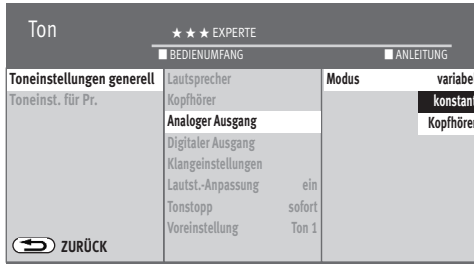 Ton
★ ★ ★ EXPERTE
BEDIENUMFANG
ANLEITUNG
Toneinstellungen generell
Toneinst. für Pr.
Lautsprecher
Kopfhörer
Analoger Ausgang
Digitaler Ausgang
Klangeinstellungen
Lautst.-Anpassung ein
Tonstopp sofort
Voreinstellung Ton 1
Modus variabe
konstant
Kopfhörer
ZURÜCK